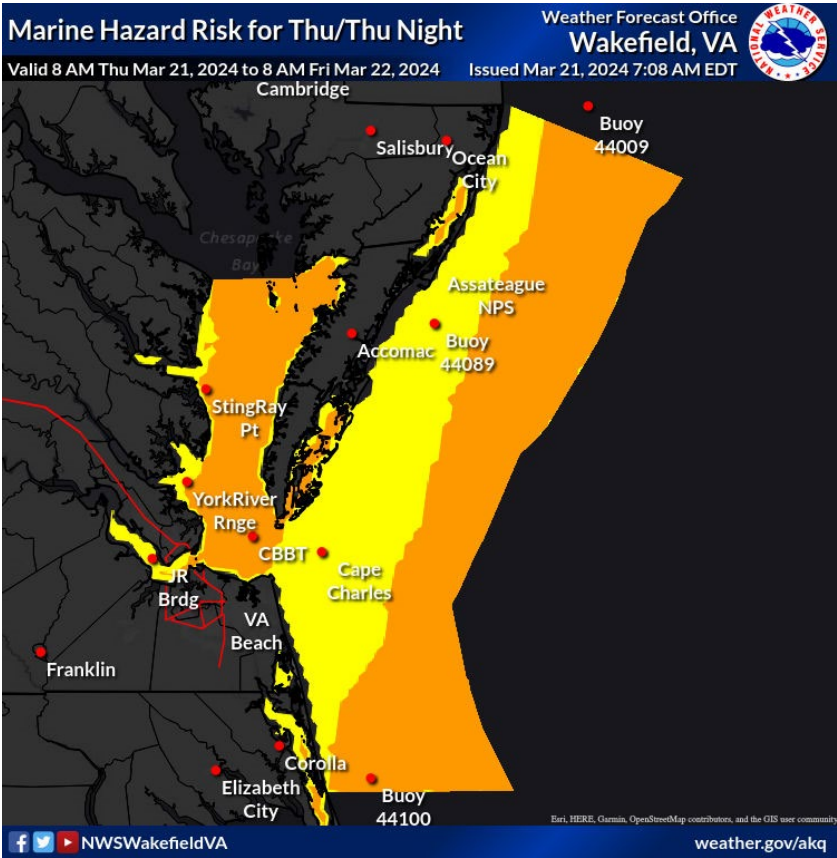 Marine Hazard Risk for Thu/Thu Night
Valid 8 AM Thu Mar 21, 2024 to 8 AM Fri Mar 22, 2024
Weather Forecast Office
Wakefield, VA
Issued Mar 21, 2024 7:08 AM EDT
NATIONAL WEATHER SERVICE
Cambridge
Salisbury
Ocean
City
Buoy
44009
Chesapeake
Bay
Assateague
NPS
Accomac
Buoy
44089
StingRay
Pt
YorkRiver
Rnge
CBBT
Cape
Charles
JR
Brdg
VA
Beach
Franklin
Corolla
Elizabeth
City
Buoy
44100
Esri, HERE, Garmin, OpenStreetMap contributors, and the GIS user community
NWSWakefieldVA
weather.gov/akq